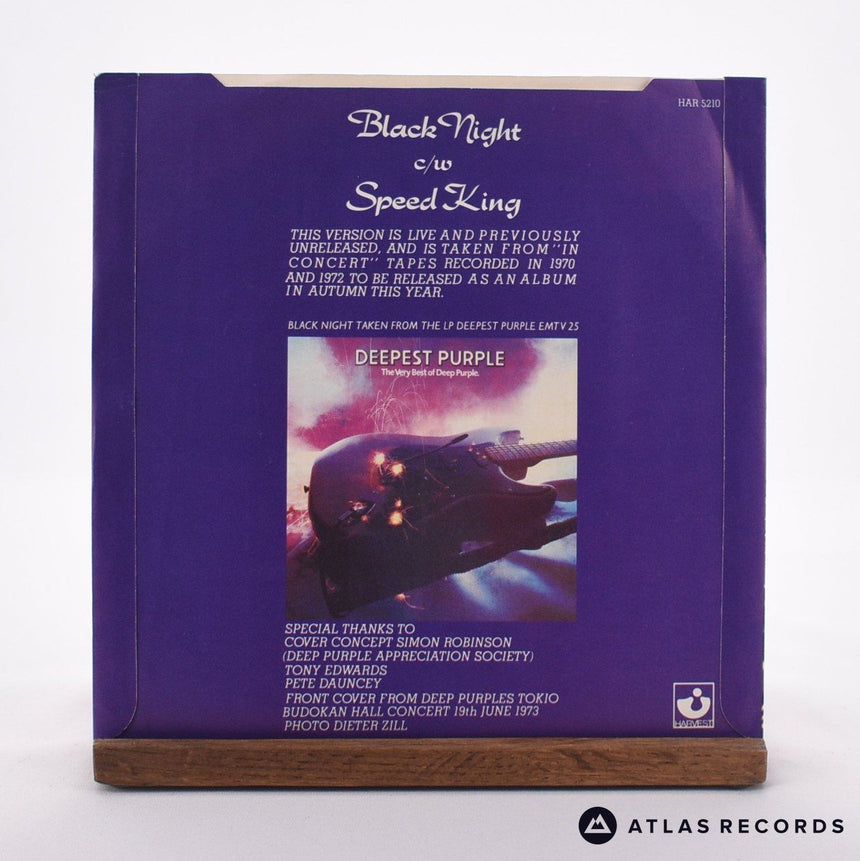 HAR 5210
Black Night
c/w
Speed King
THIS VERSION IS LIVE AND PREVIOUSLY
UNRELEASED, AND IS TAKEN FROM "IN
CONCERT" TAPES RECORDED IN 1970
AND 1972 TO BE RELEASED AS AN ALBUM
IN AUTUMN THIS YEAR.
BLACK NIGHT TAKEN FROM THE LP DEEPEST PURPLE EMTV 25
DEEPEST PURPLE
The Very Best of Deep Purple.
SPECIAL THANKS TO
COVER CONCEPT SIMON ROBINSON
(DEEP PURPLE APPRECIATION SOCIETY)
TONY EDWARDS
PETE DAUNCEY
FRONT COVER FROM DEEP PURPLES TOKIO
BUDOKAN HALL CONCERT 19th JUNE 1973
PHOTO DIETER ZILL
HARVEST
ATLAS RECORDS